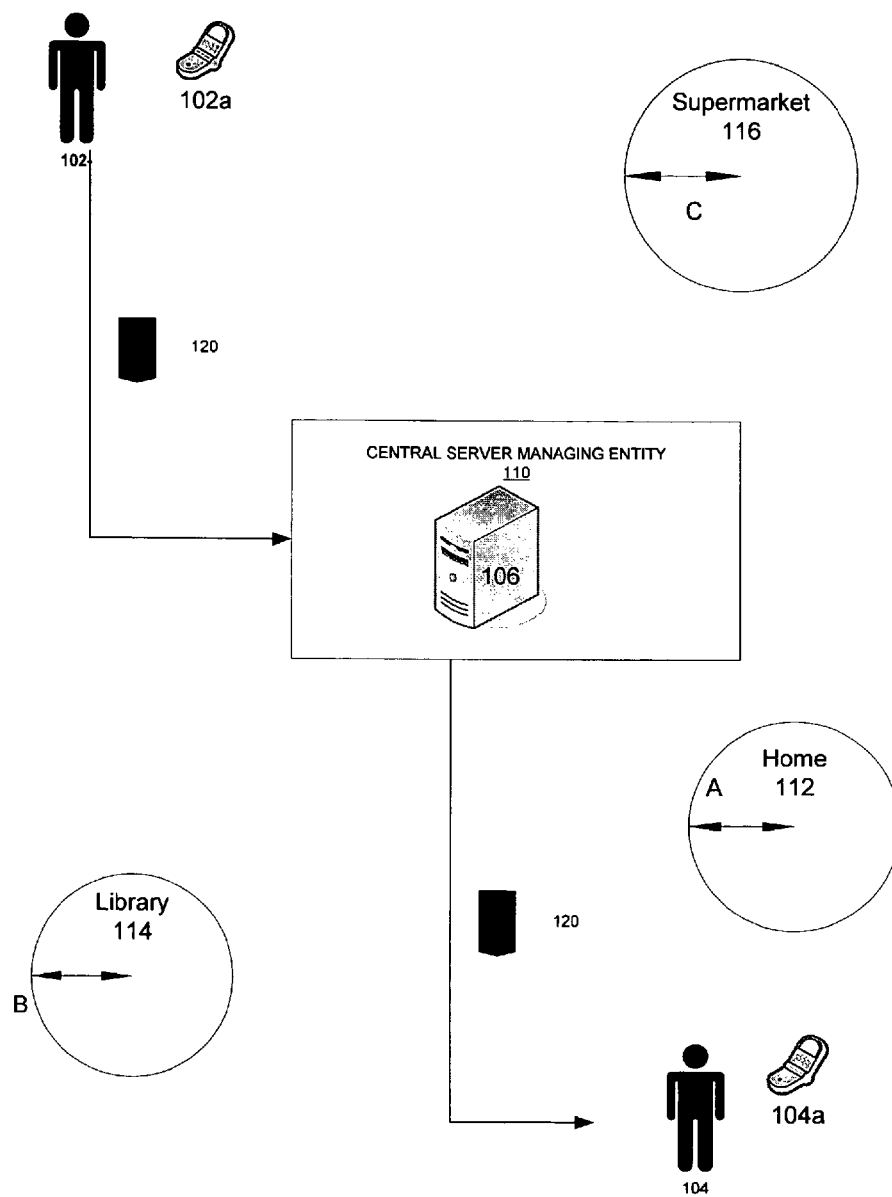 102a
102
Supermarket
116
C
120
CENTRAL SERVER MANAGING ENTITY
110
106
Home
112
A
Library
114
B
120
104a
104